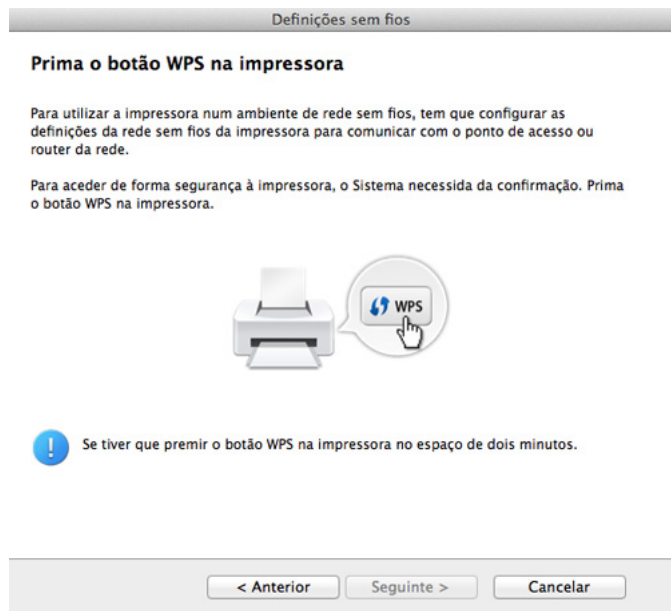 Definições sem fios
Prima o botão WPS na impressora
Para utilizar a impressora num ambiente de rede sem fios, tem que configurar as
definições da rede sem fios da impressora para comunicar com o ponto de acesso ou
router da rede.
Para aceder de forma segurança à impressora, o Sistema necessida da confirmação. Prima
o botão WPS na impressora.
WPS
Se tiver que premir o botão WPS na impressora no espaço de dois minutos.
< Anterior
Seguinte >
Cancelar